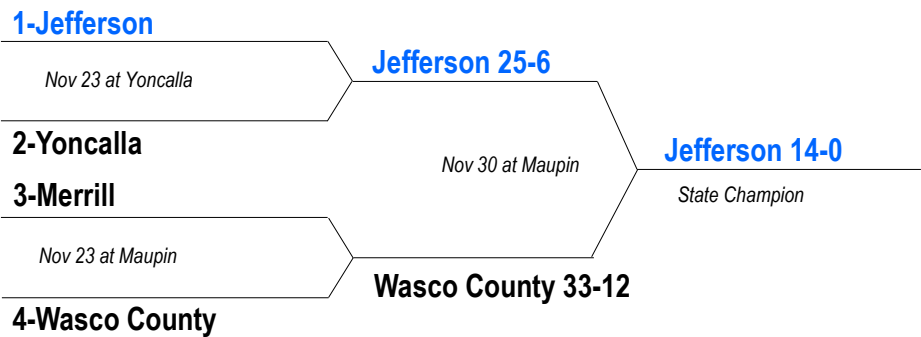 1-Jefferson
Nov 23 at Yoncalla
2-Yoncalla
Jefferson 25-6
3-Merrill
Nov 23 at Maupin
4-Wasco County
Wasco County 33-12
Nov 30 at Maupin
Jefferson 14-0
State Champion